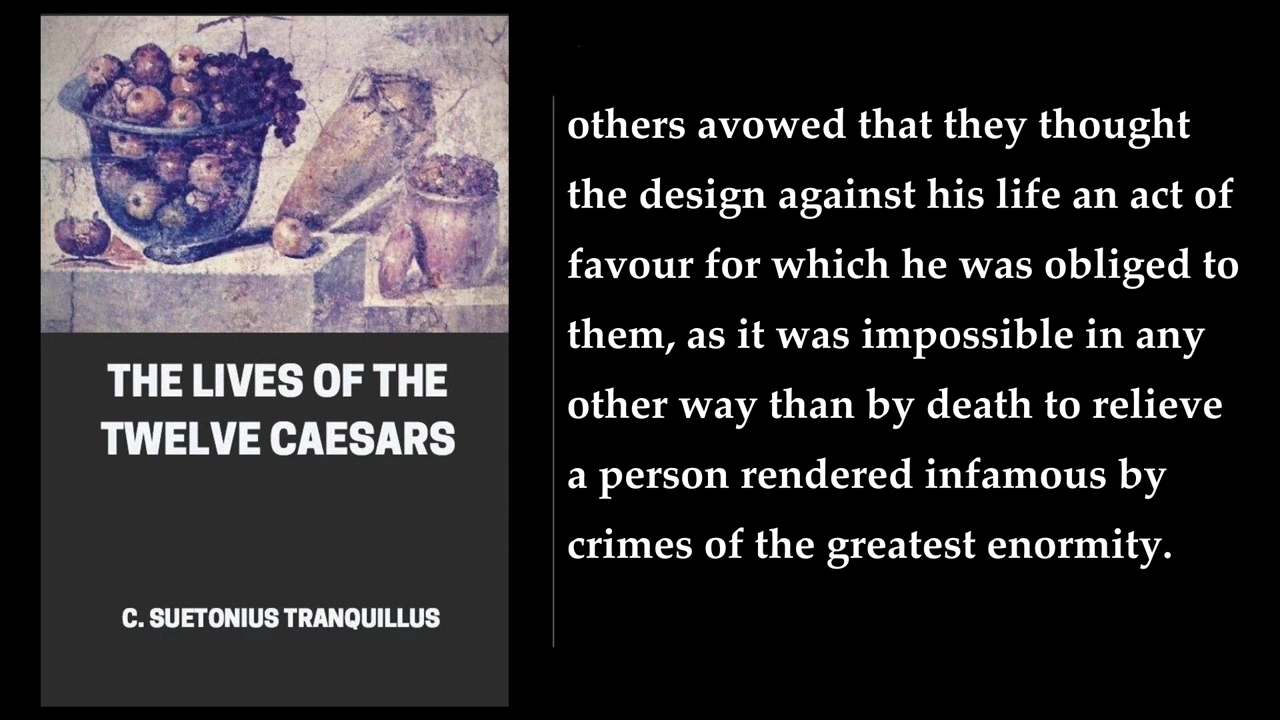 THE LIVES OF THE
TWELVE CAESARS
C. SUETONIUS TRANQUILLUS
others avowed that they thought
the design against his life an act of
favour for which he was obliged to
them, as it was impossible in any
other way than by death to relieve
a person rendered infamous by
crimes of the greatest enormity.